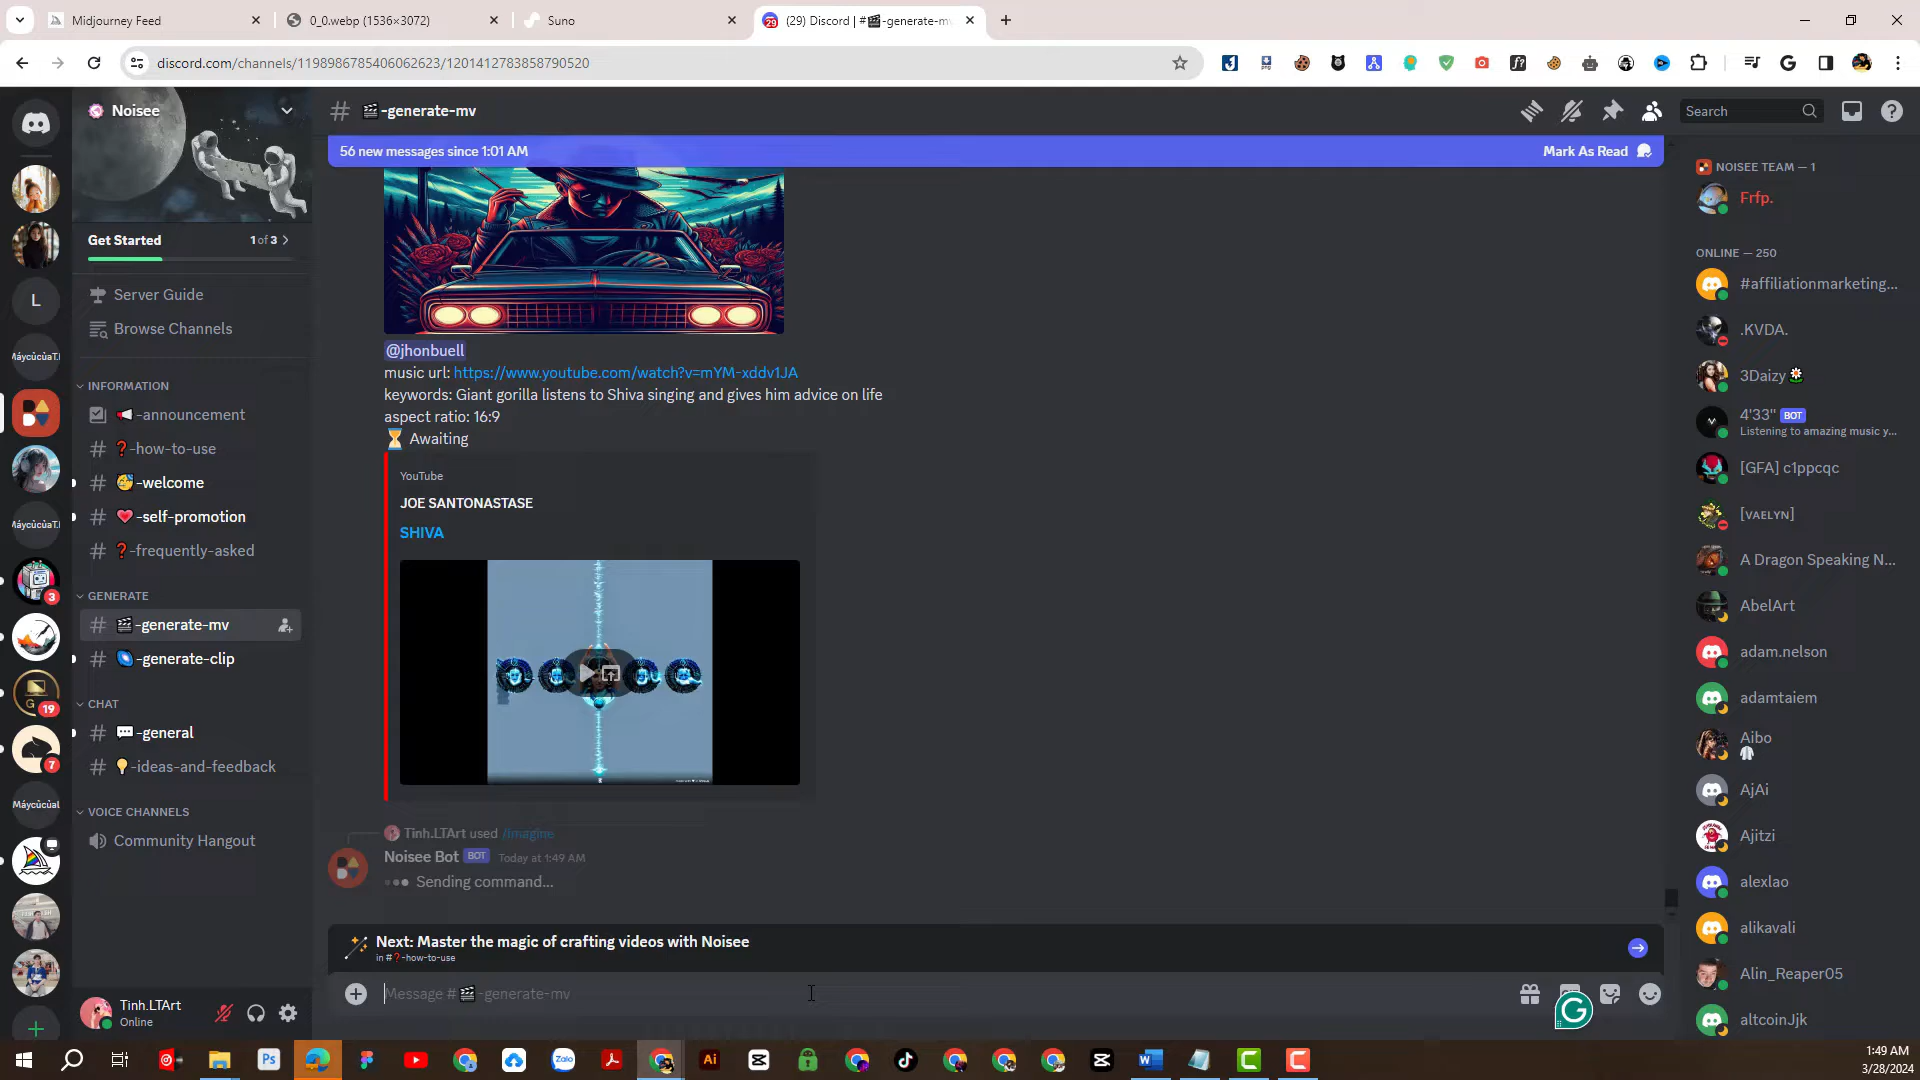 Midjourney Feed
0_0.webp (1536×3072)
Suno
(29) Discord | #🎬-generate-mv
discord.com/channels/1198986785406062623/1201412783858790520
Noisee
🎬-generate-mv
Search
56 new messages since 1:01 AM
Mark As Read
Get Started
1 of 3
Server Guide
Browse Channels
INFORMATION
📢-announcement
❓-how-to-use
🥳-welcome
❤️-self-promotion
❓-frequently-asked
GENERATE
🎬-generate-mv
🌌-generate-clip
CHAT
💬-general
💡-ideas-and-feedback
VOICE CHANNELS
Community Hangout
Tinh.LTArt
Online
L
MáycủcủaT.
MáycủcủaT.
3
19
7
Máycủcủal
@jhonbuell
music url: https://www.youtube.com/watch?v=mYM-xddv1JA
keywords: Giant gorilla listens to Shiva singing and gives him advice on life
aspect ratio: 16:9
⏳ Awaiting
YouTube
JOE SANTONASTASE
SHIVA
Tinh.LTArt used /imagine
Noisee Bot BOT Today at 1:49 AM
Sending command...
Next: Master the magic of crafting videos with Noisee
in #❓-how-to-use
Message #🎬-generate-mv
NOISEE TEAM — 1
Frfp.
ONLINE — 250
#affiliationmarketing...
.KVDA.
3Daizy🌼
4'33" BOT
Listening to amazing music y...
[GFA] c1ppcqc
[VAELYN]
A Dragon Speaking N...
AbelArt
adam.nelson
adamtaiem
Aibo
AjAi
Ajitzi
alexlao
alikavali
Alin_Reaper05
altcoinJjk
1:49 AM
3/28/2024